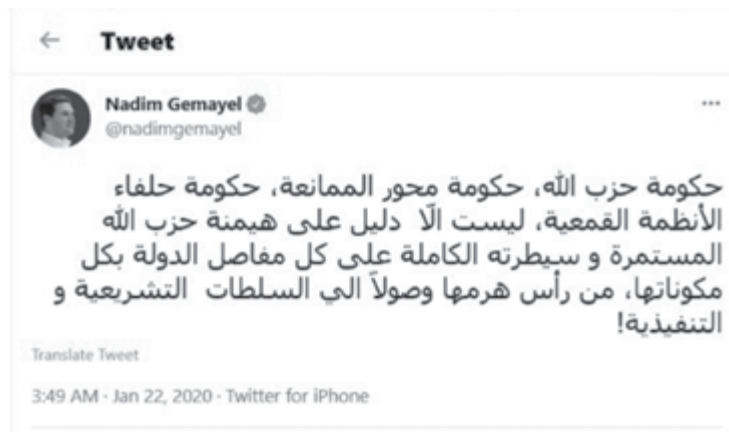 Tweet
Nadim Gemayel
@nadimgemayel
حكومة حزب الله، حكومة محور الممانعة، حكومة حلفاء
الأنظمة القمعية، ليست الّا دليل على هيمنة حزب الله
المستمرة و سيطرته الكاملة على كل مفاصل الدولة بكل
مكوناتها، من رأس هرمها وصولاً الي السلطات التشريعية و
التنفيذية!
Translate Tweet
3:49 AM · Jan 22, 2020 · Twitter for iPhone